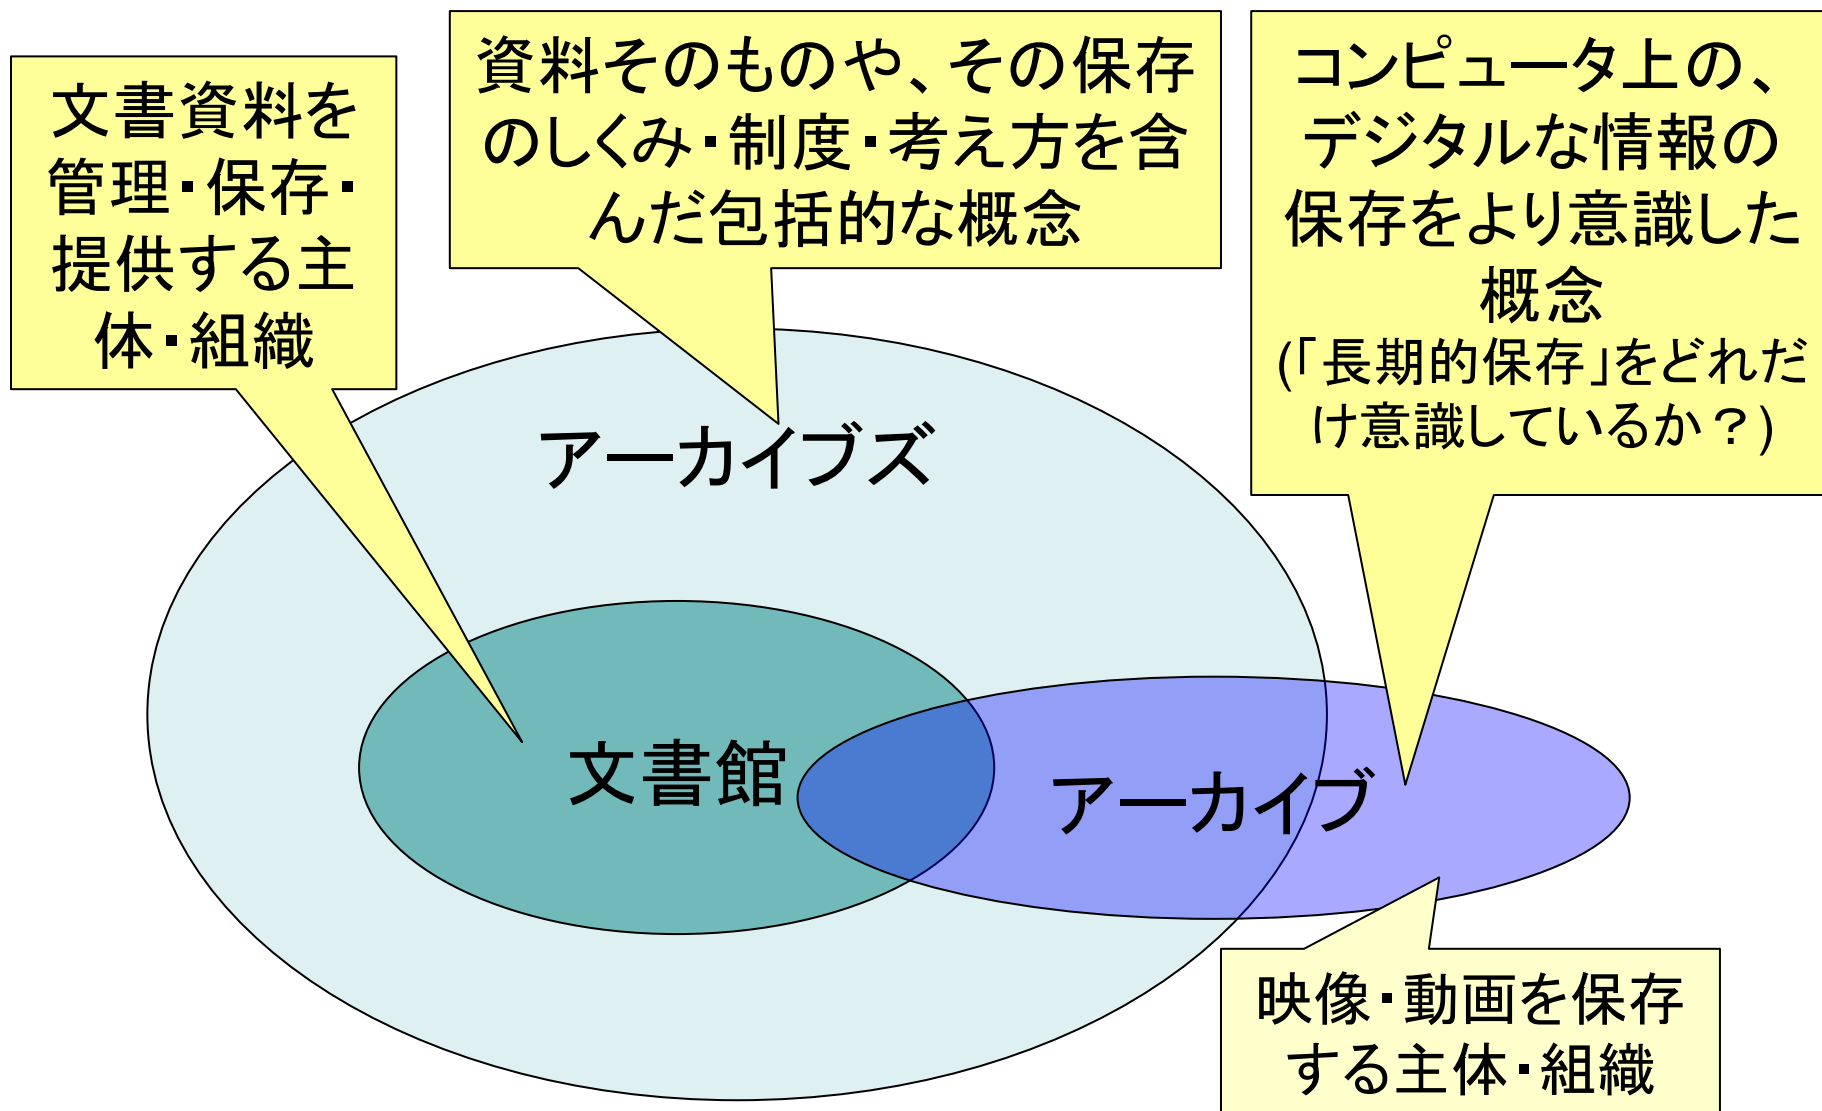 文書資料を
管理・保存・
提供する主
体・組織
資料そのものや、その保存
のしくみ・制度・考え方を含
んだ包括的な概念
コンピュータ上の、
デジタルな情報の
保存をより意識した
概念
(「長期的保存」をどれだ
け意識しているか？)
アーカイブズ
文書館
アーカイブ
映像・動画を保存
する主体・組織